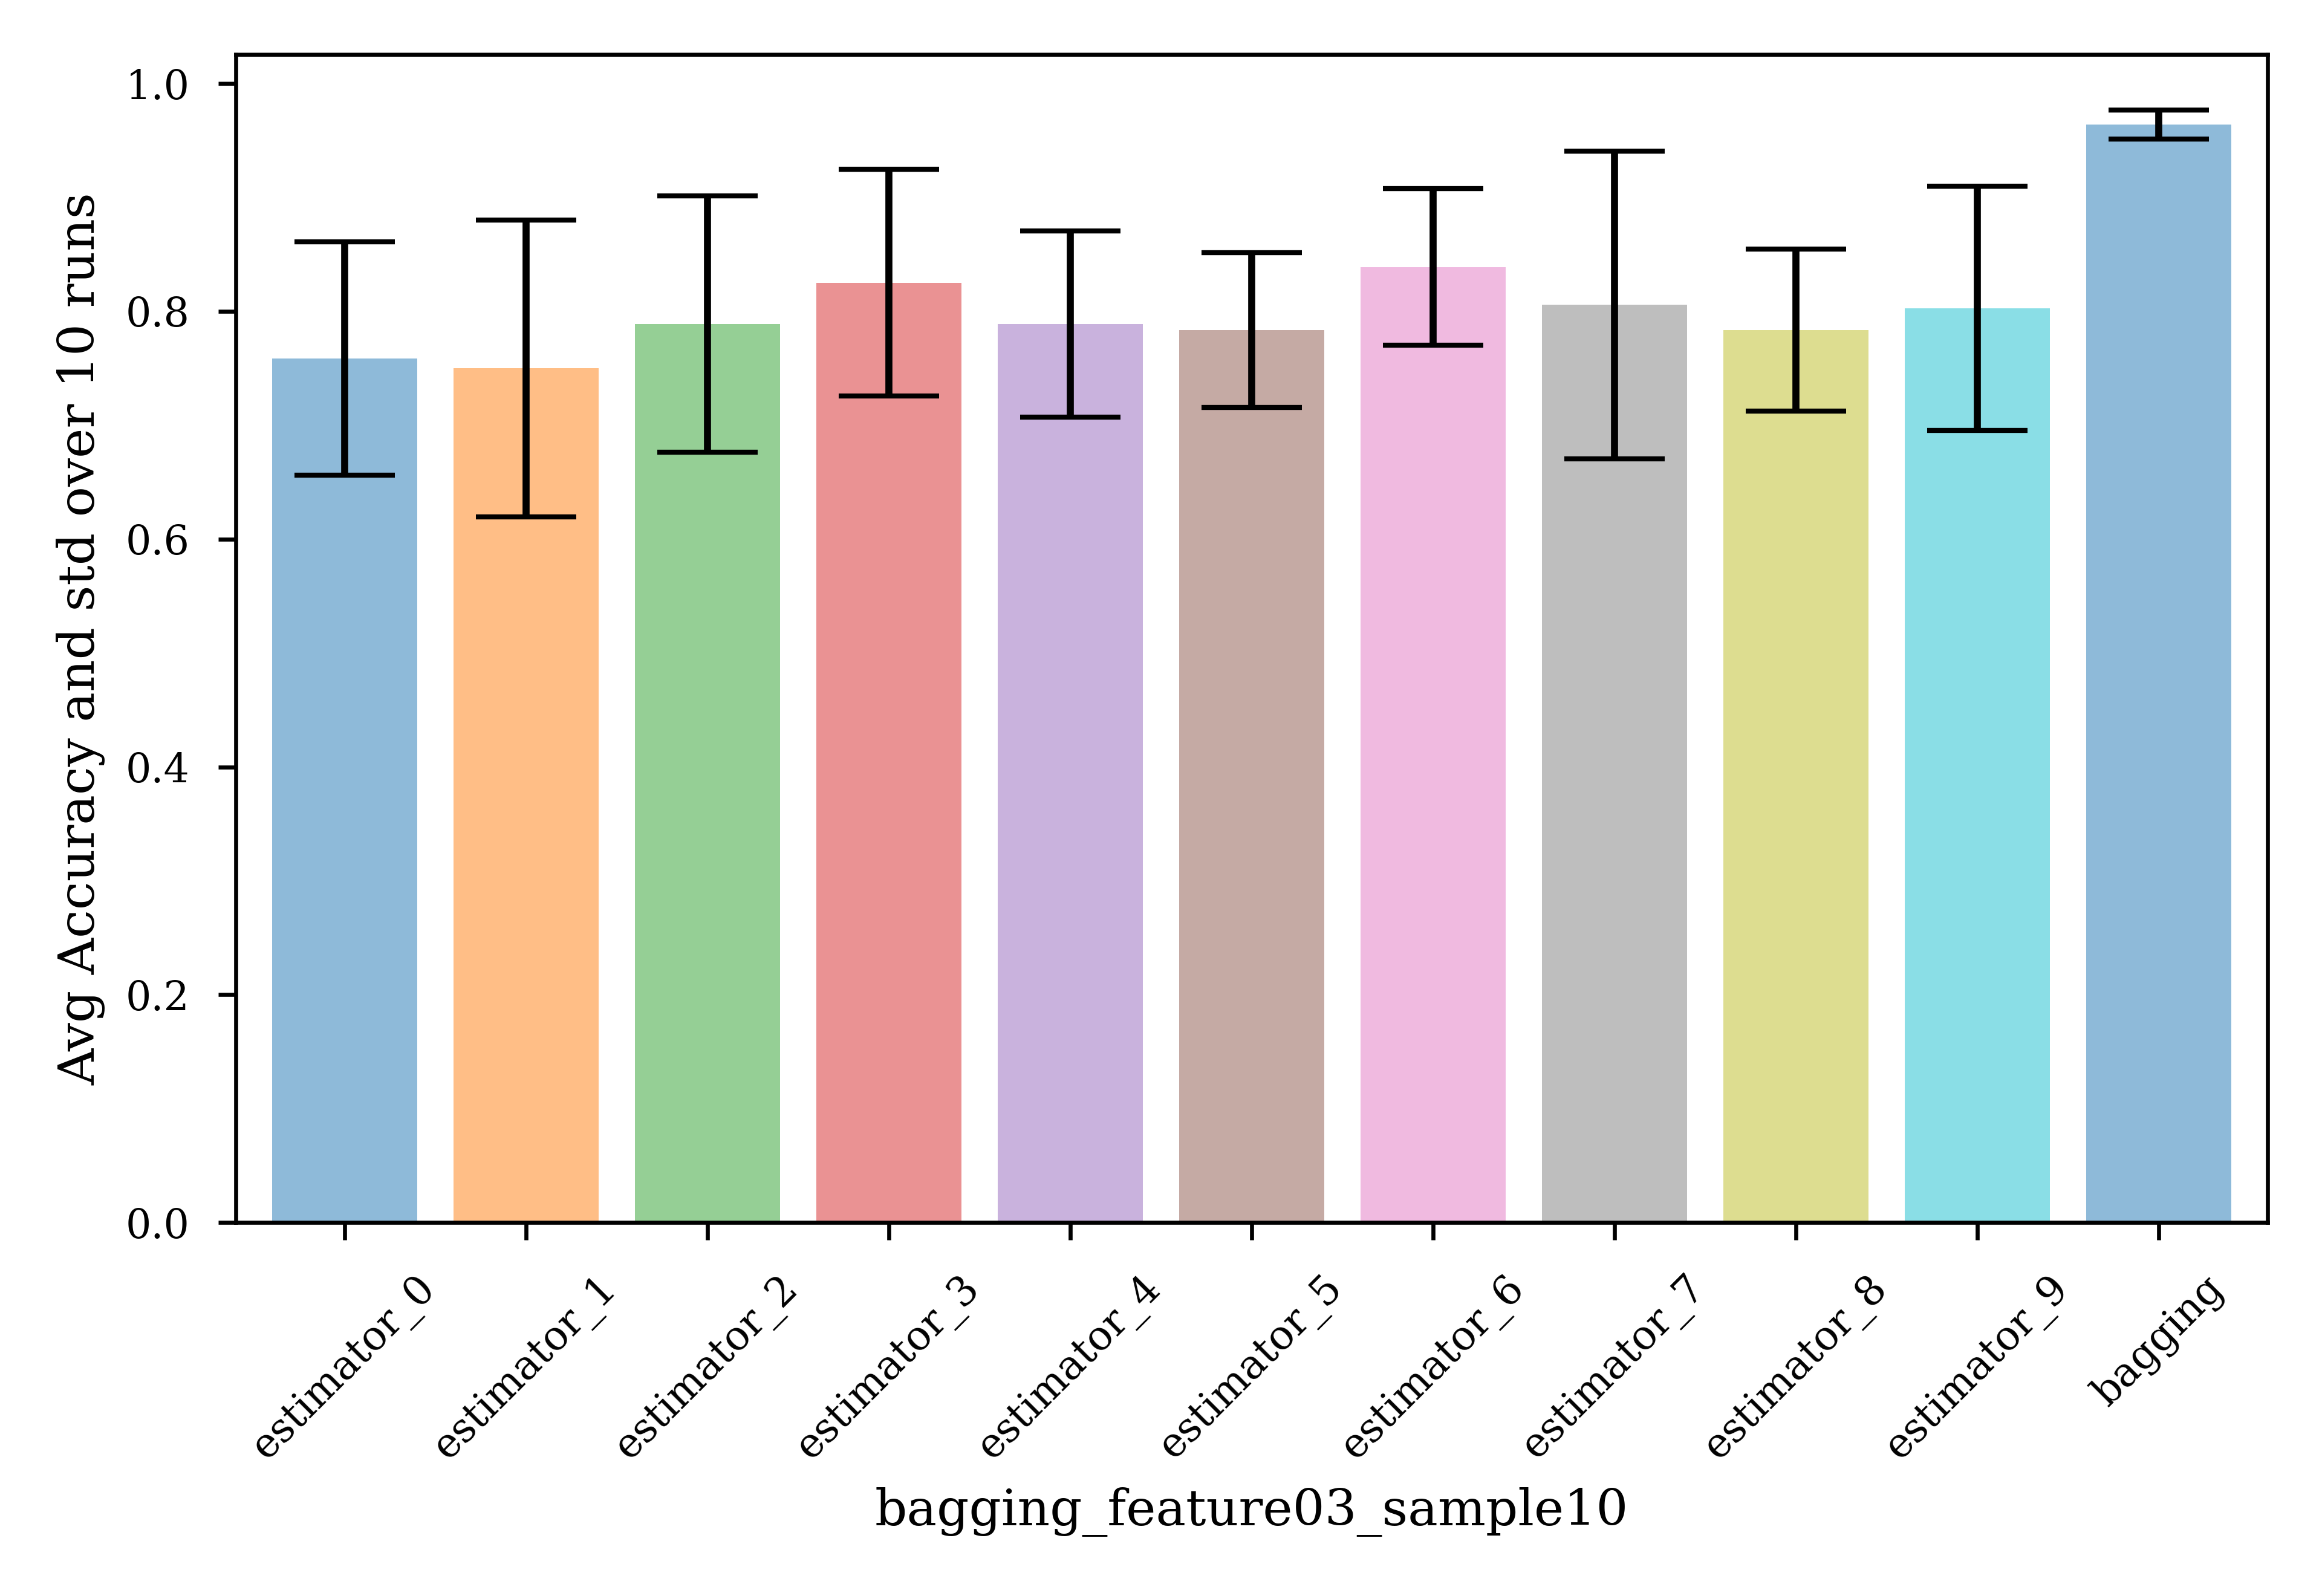 Avg Accuracy and std over 10 runs
1.0
0.8
0.6
0.4
0.2
0.0
estimator_0
estimator_1
estimator_2
estimator_3
estimator_4
estimator_5
estimator_6
estimator_7
estimator_8
estimator_9
bagging
bagging_feature03_sample10